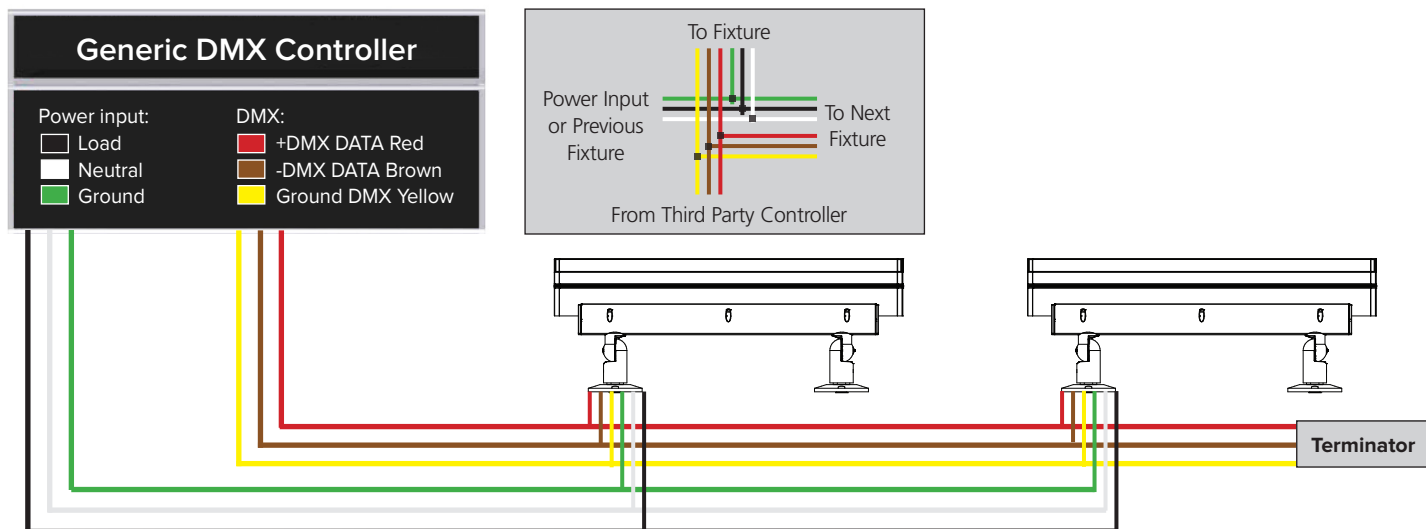 Generic DMX Controller
Power input:
Load
Neutral
Ground
DMX:
+DMX DATA Red
-DMX DATA Brown
Ground DMX Yellow
To Fixture
Power Input
or Previous
Fixture
To Next
Fixture
From Third Party Controller
Terminator